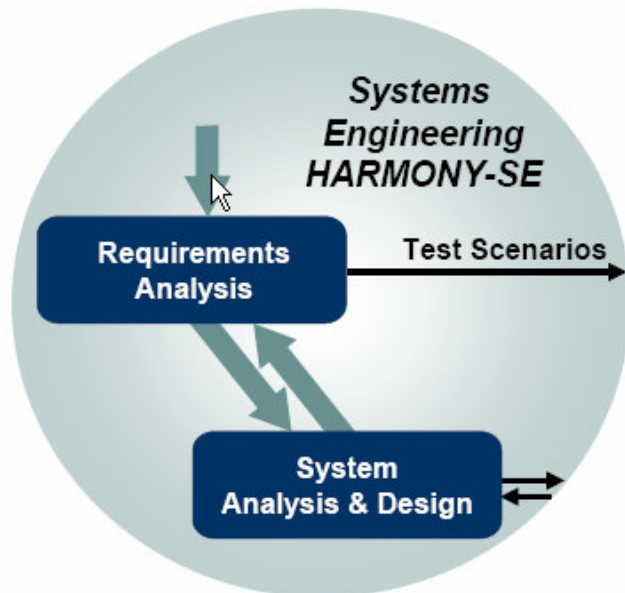 Systems
Engineering
HARMONY-SE
Requirements
Analysis
Test Scenarios
System
Analysis & Design